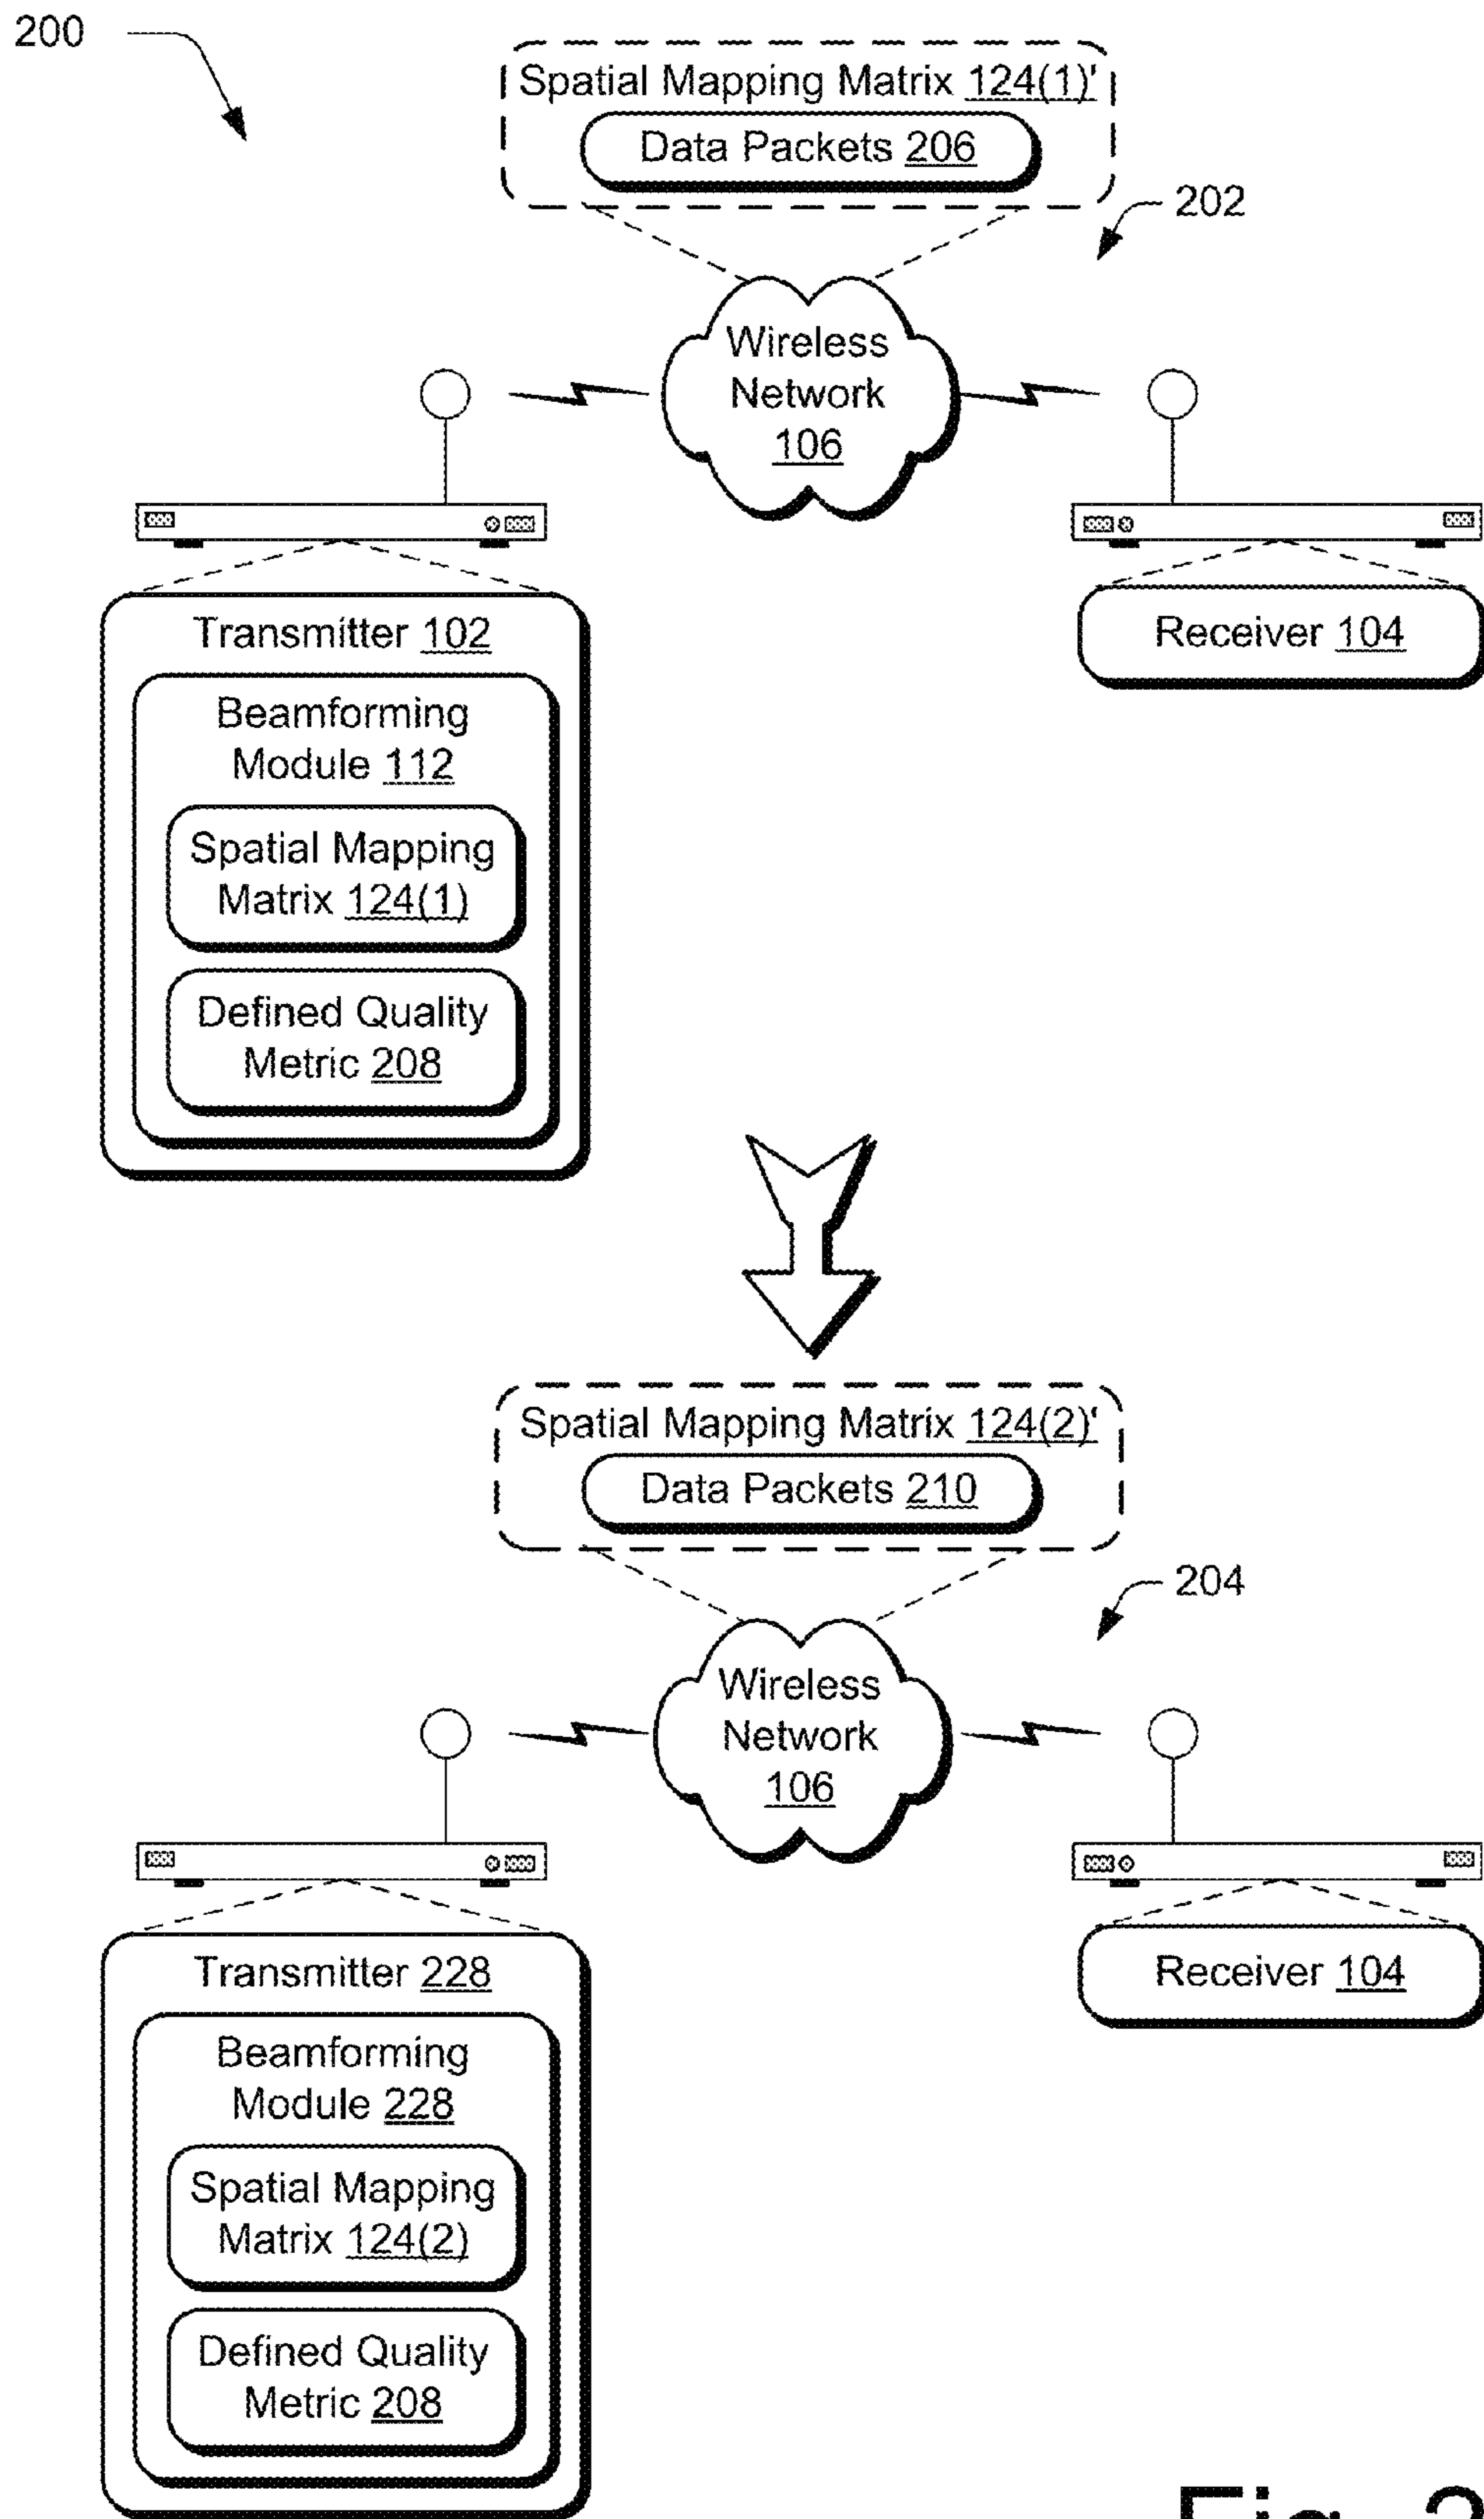 200
Spatial Mapping Matrix 124(1)'
Data Packets 206
202
Wireless
Network
106
Transmitter 102
Beamforming
Module 112
Spatial Mapping
Matrix 124(1)
Defined Quality
Metric 208
Receiver 104
Spatial Mapping Matrix 124(2)'
Data Packets 210
204
Wireless
Network
106
Transmitter 228
Beamforming
Module 228
Spatial Mapping
Matrix 124(2)
Defined Quality
Metric 208
Receiver 104
Fig. 2